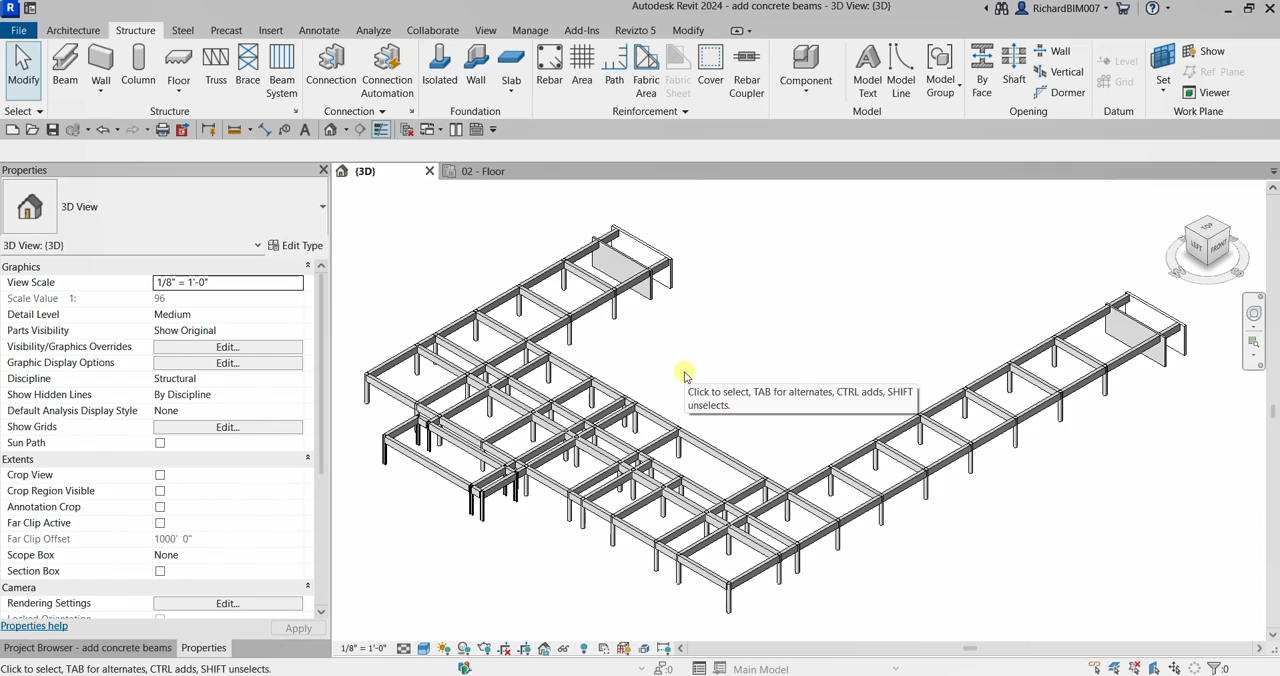 Autodesk Revit 2024 - add concrete beams - 3D View: {3D}
RichardBIM007
File Architecture Structure Steel Precast Insert Annotate Analyze Collaborate View Manage Add-Ins Revizto 5 Modify
Modify Beam Wall Column Floor Truss Brace Beam System Connection Connection Automation Isolated Wall Slab Rebar Area Path Fabric Area Fabric Sheet Cover Rebar Coupler Component Model Text Model Line Model Group By Face Shaft Wall Vertical Dormer Level Grid Set Show Ref Plane Viewer
Select Structure Connection Foundation Reinforcement Model Opening Datum Work Plane
Properties
{3D} 02 - Floor
3D View
3D View: {3D} Edit Type
Graphics
View Scale 1/8" = 1'-0"
Scale Value 1: 96
Detail Level Medium
Parts Visibility Show Original
Visibility/Graphics Overrides Edit...
Graphic Display Options Edit...
Discipline Structural
Show Hidden Lines By Discipline
Default Analysis Display Style None
Show Grids Edit...
Sun Path
Extents
Crop View
Crop Region Visible
Annotation Crop
Far Clip Active
Far Clip Offset 1000' 0"
Scope Box None
Section Box
Camera
Rendering Settings Edit...
Properties help Apply
Project Browser - add concrete beams Properties
TOP
LEFT FRONT
Click to select, TAB for alternates, CTRL adds, SHIFT
unselects.
1/8" = 1'-0"
Click to select, TAB for alternates, CTRL adds, SHIFT unselects.
:0 Main Model :0